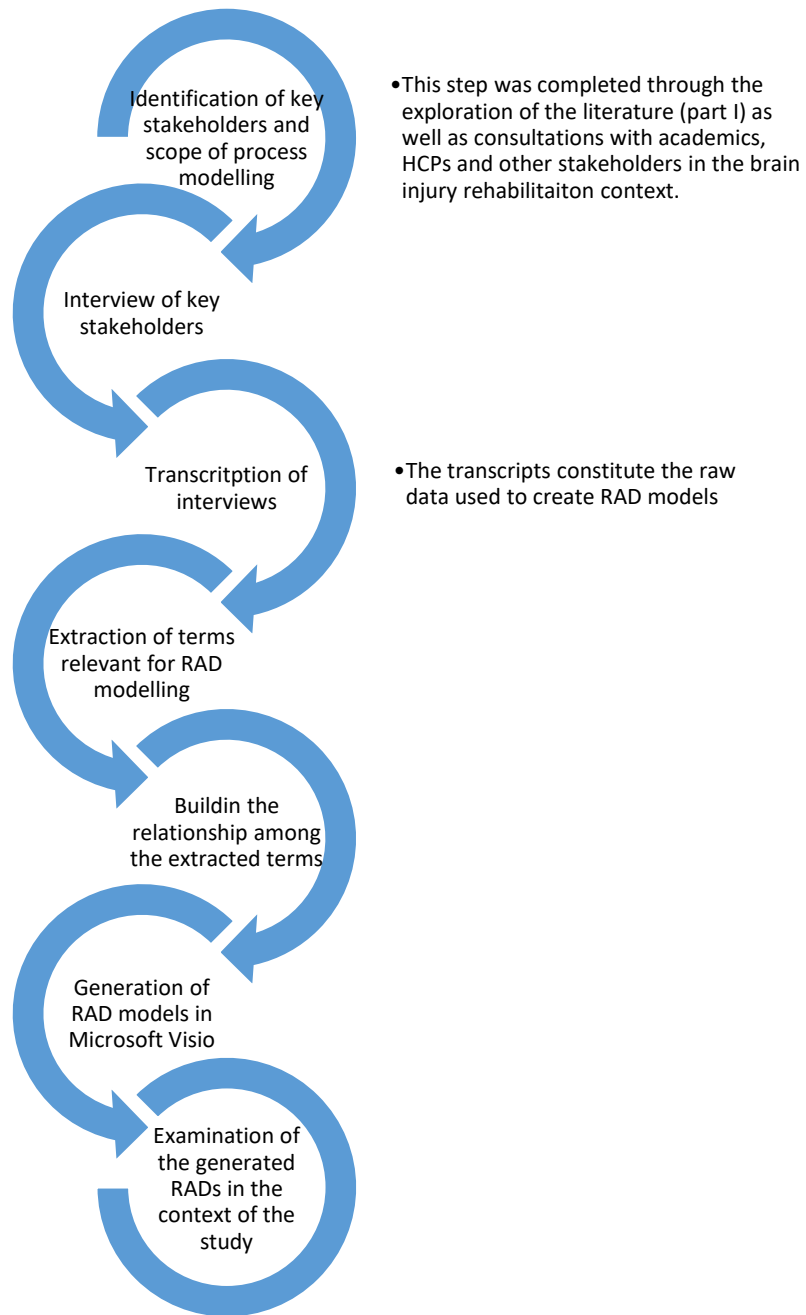 Identification of key
stakeholders and
scope of process
modelling
•This step was completed through the
exploration of the literature (part I) as
well as consultations with academics,
HCPs and other stakeholders in the brain
injury rehabilitaiton context.
Interview of key
stakeholders
Transcritption of
interviews
•The transcripts constitute the raw
data used to create RAD models
Extraction of terms
relevant for RAD
modelling
Buildin the
relationship among
the extracted terms
Generation of
RAD models in
Microsoft Visio
Examination of
the generated
RADs in the
context of the
study